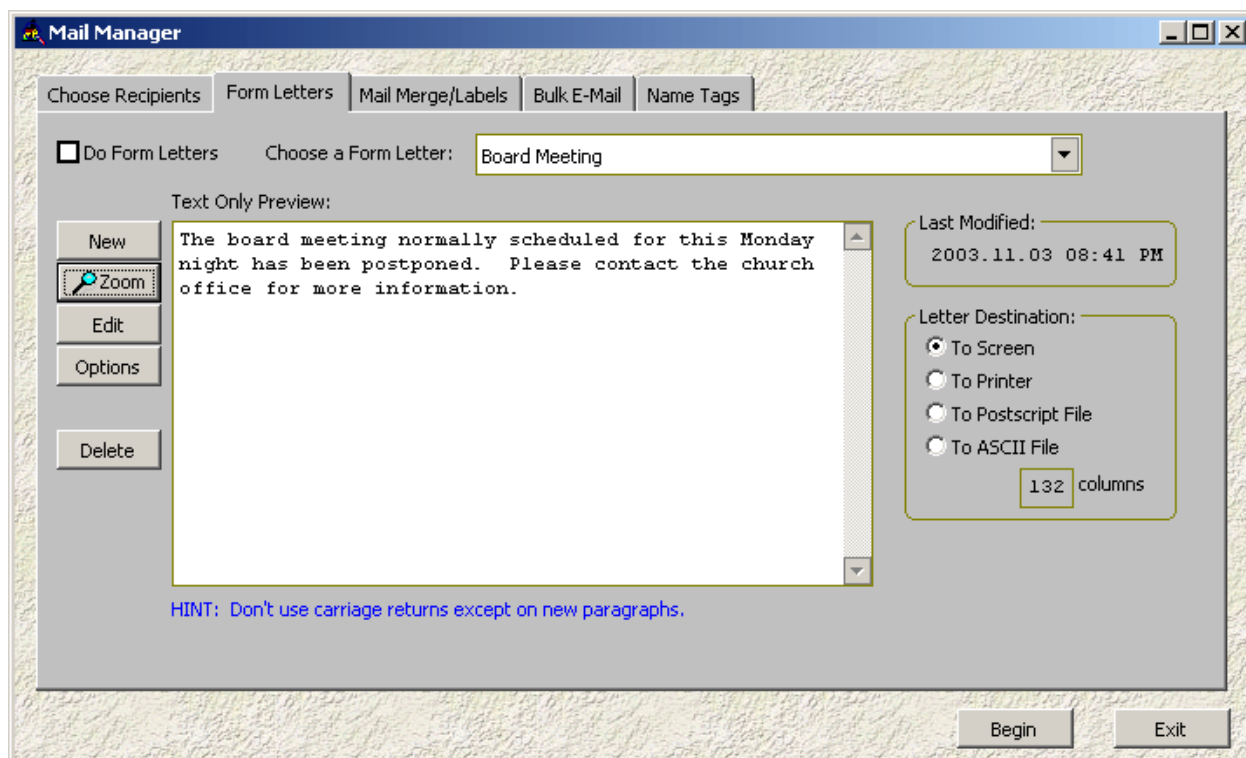 Mail Manager
Choose Recipients Form Letters Mail Merge/Labels Bulk E-Mail Name Tags
Do Form Letters Choose a Form Letter: Board Meeting
Text Only Preview:
New
Zoom
Edit
Options
Delete
The board meeting normally scheduled for this Monday
night has been postponed.  Please contact the church
office for more information.
Last Modified:
2003.11.03 08:41 PM
Letter Destination:
To Screen
To Printer
To Postscript File
To ASCII File
132 columns
HINT:  Don't use carriage returns except on new paragraphs.
Begin Exit